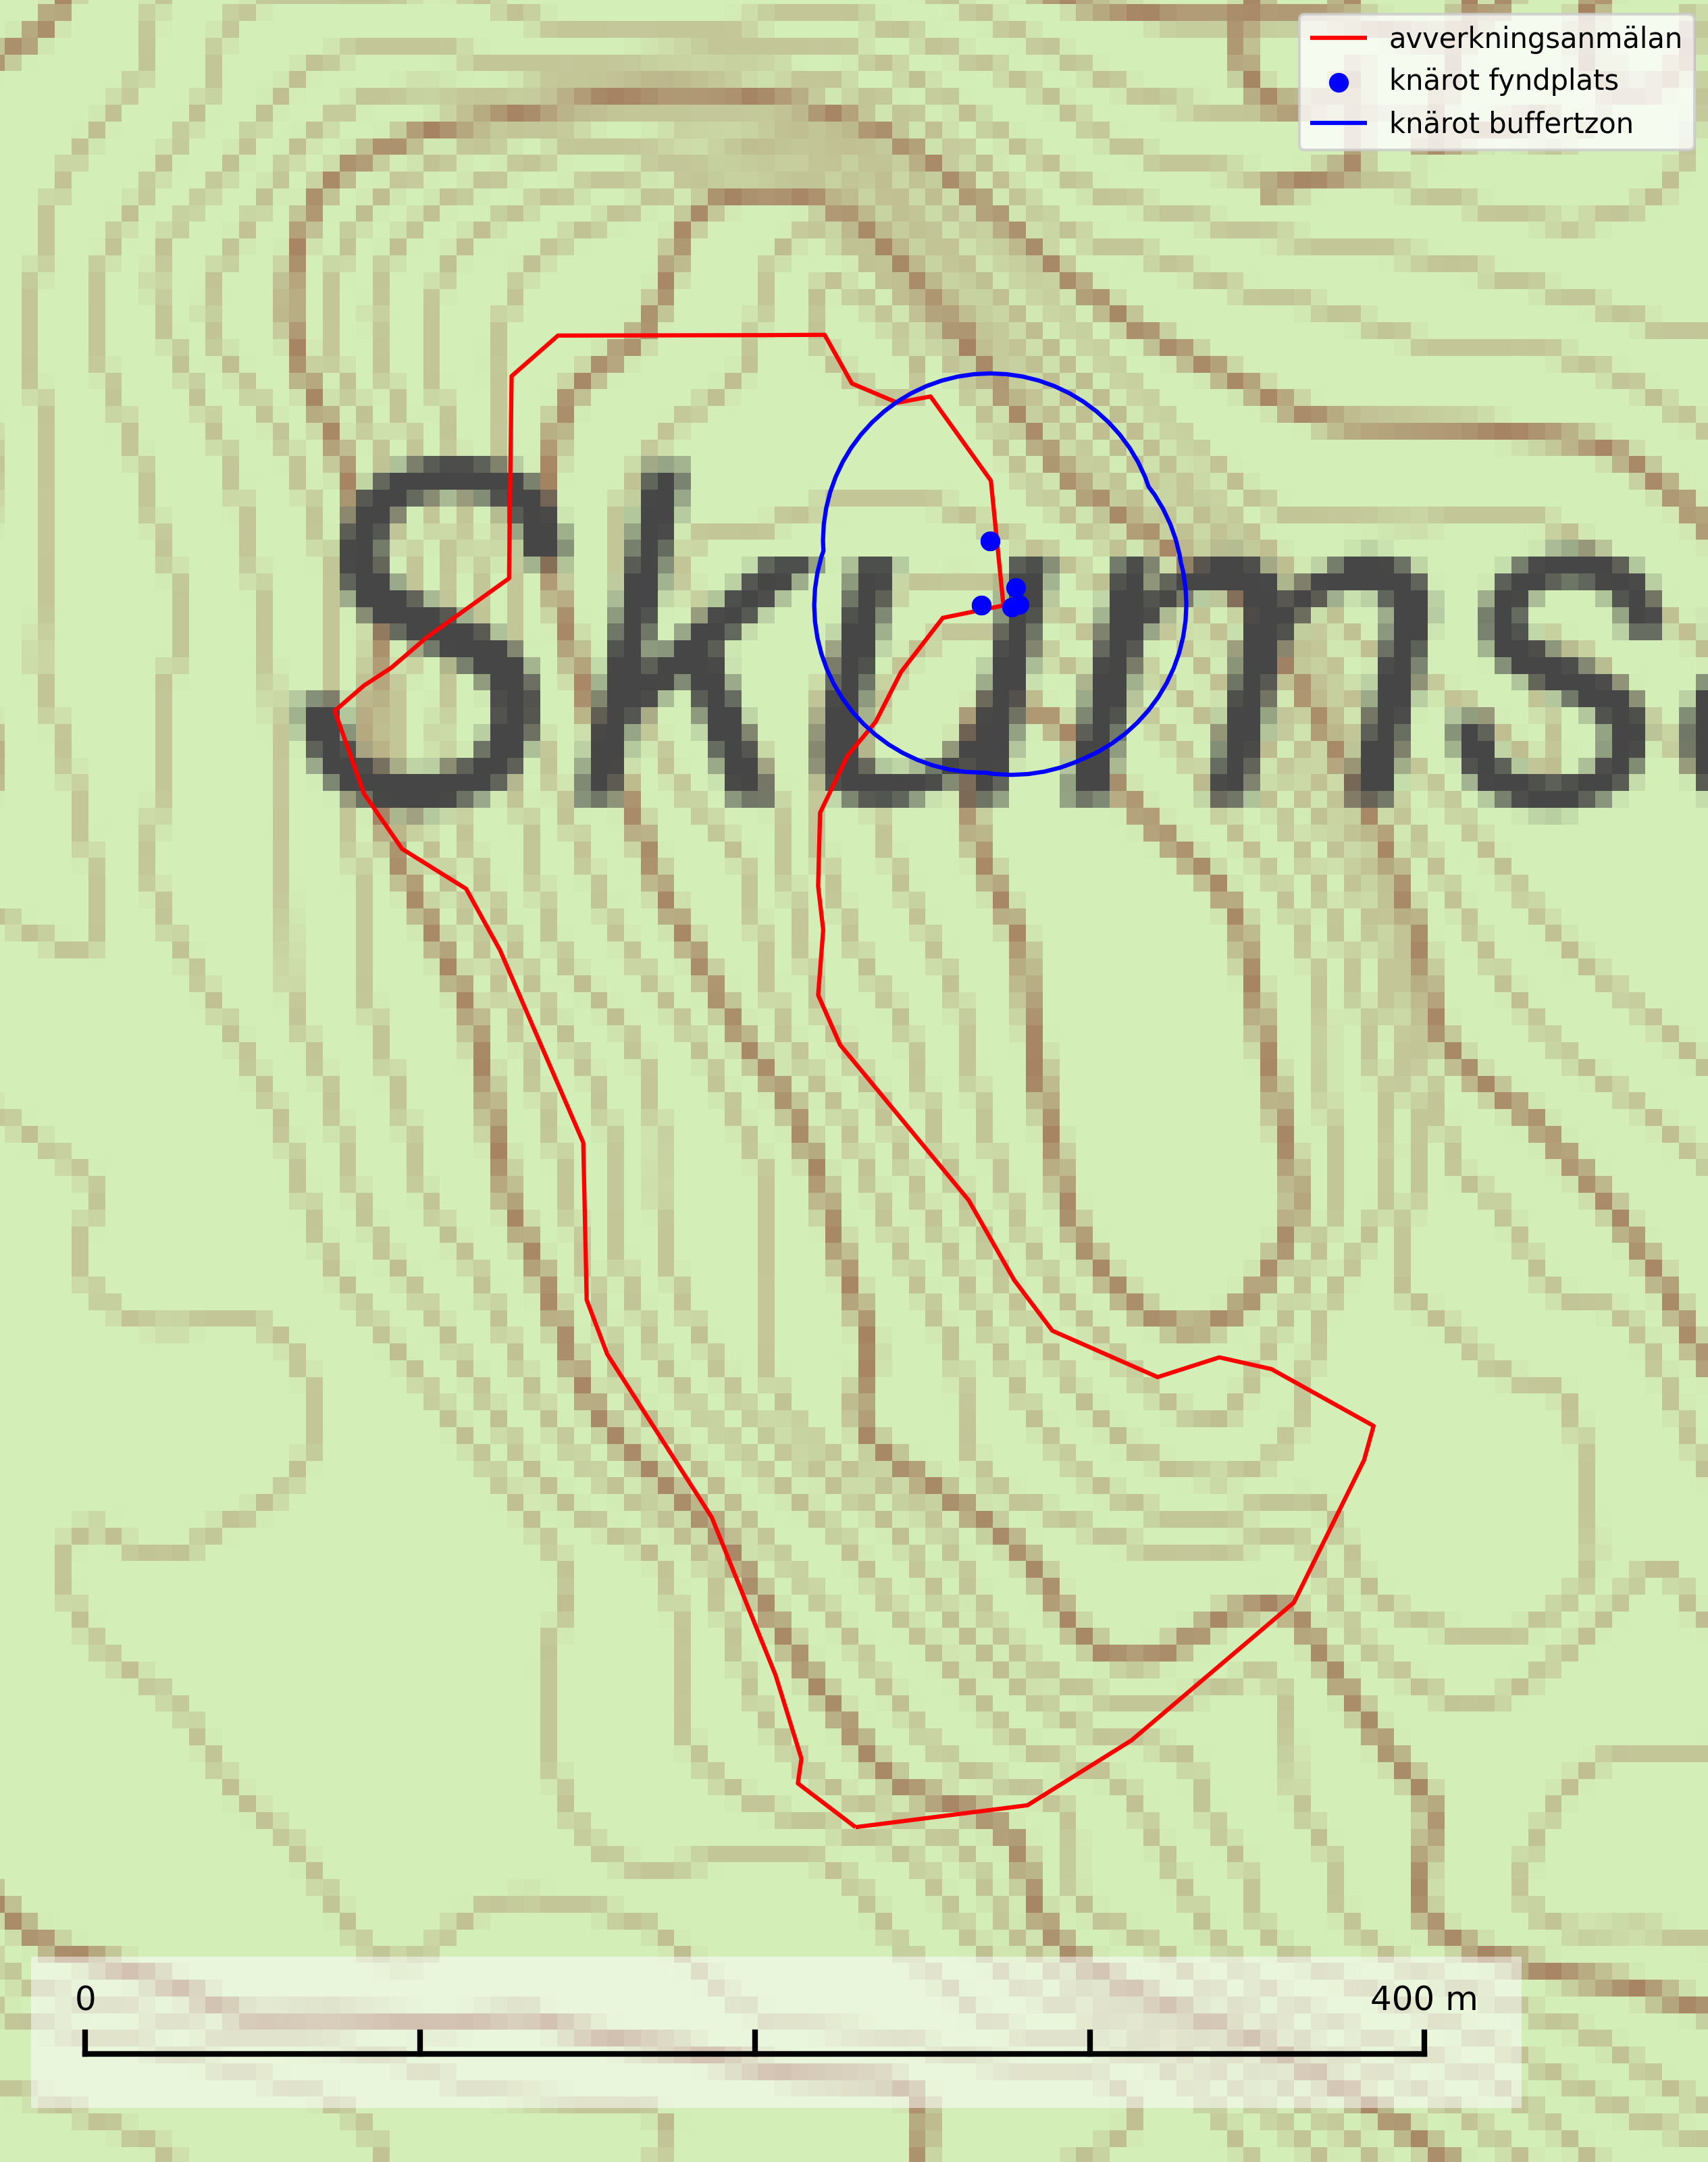 avverkningsanmälan
knärot fyndplats
knärot buffertzon
0 400 m